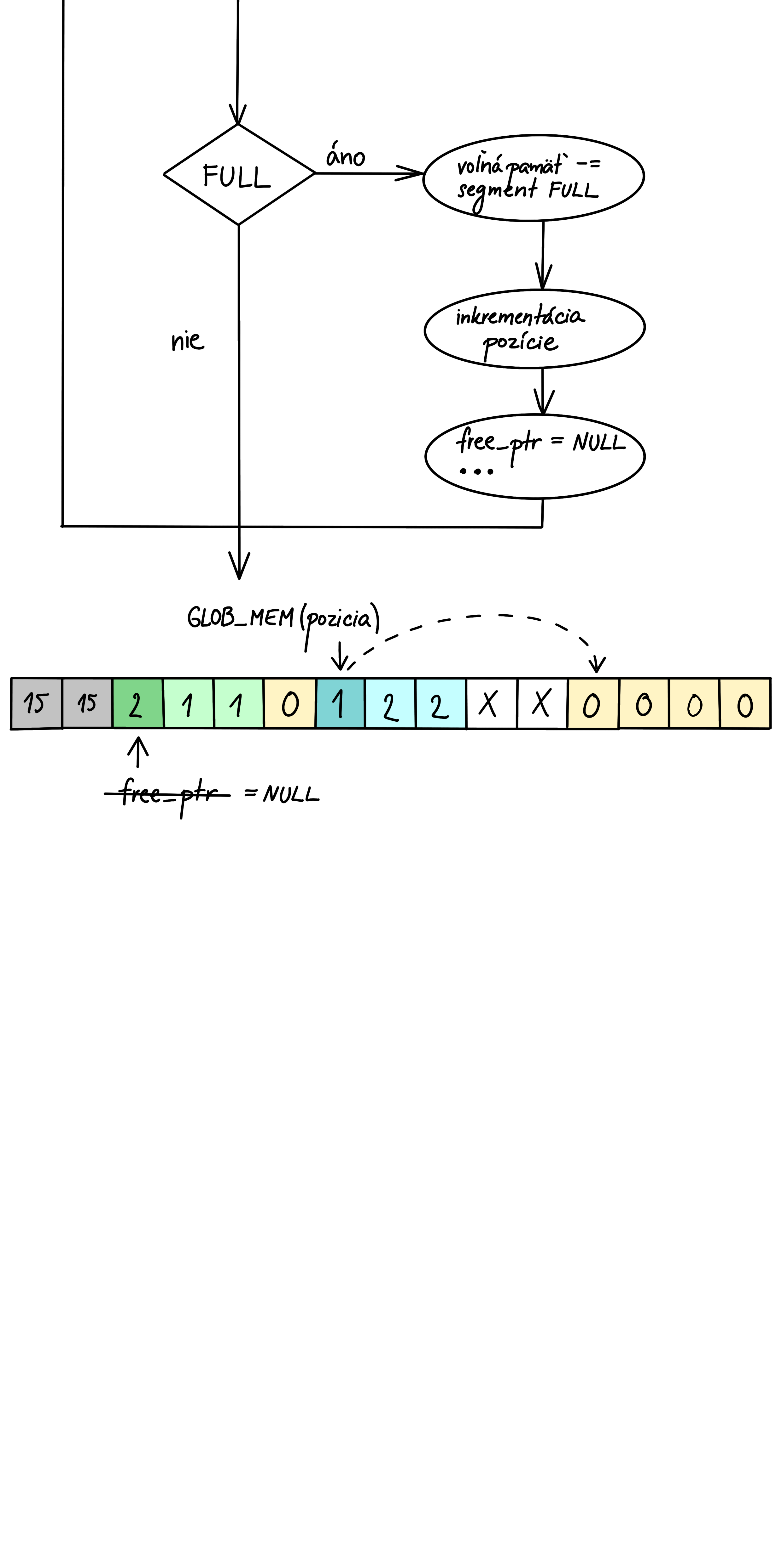 FULL
áno
voľná pamäť -=
segment FULL
nie
inkrementácia
pozície
free_ptr = NULL
...
GLOB_MEM(pozicia)
15 15 2 1 1 0 1 2 2 X X 0 0 0 0
free_ptr = NULL